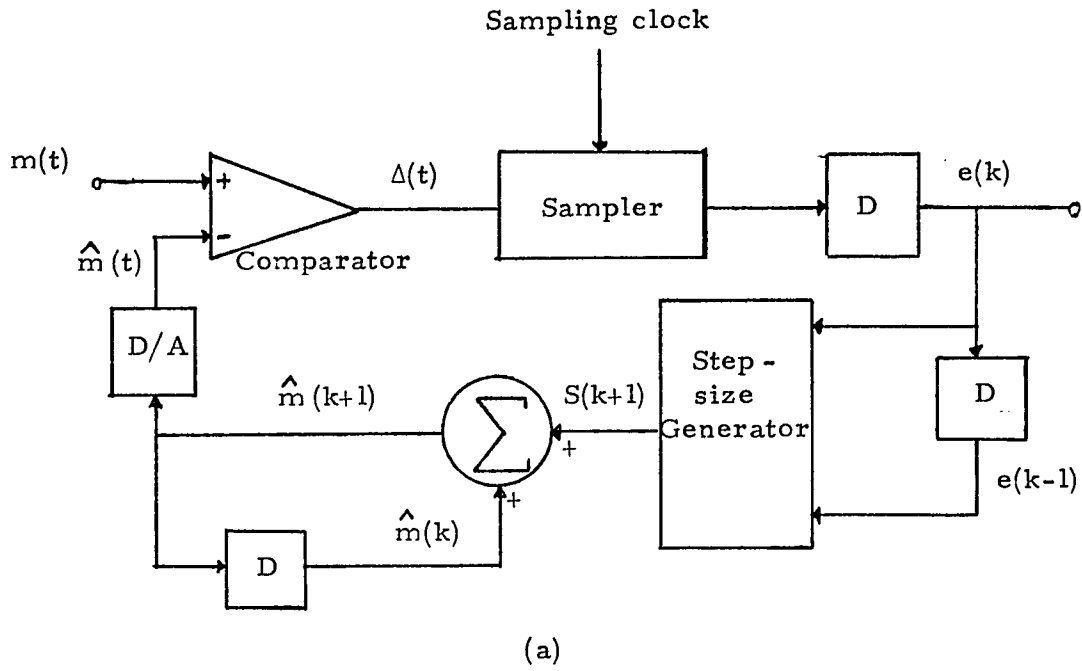 Sampling clock
m(t)
+
Δ(t)
Sampler
D
e(k)
-
m̂(t)
Comparator
D/A
Step-
size
Generator
D
m̂(k+1)
Σ
S(k+1)
+
e(k-1)
+
m̂(k)
D
(a)